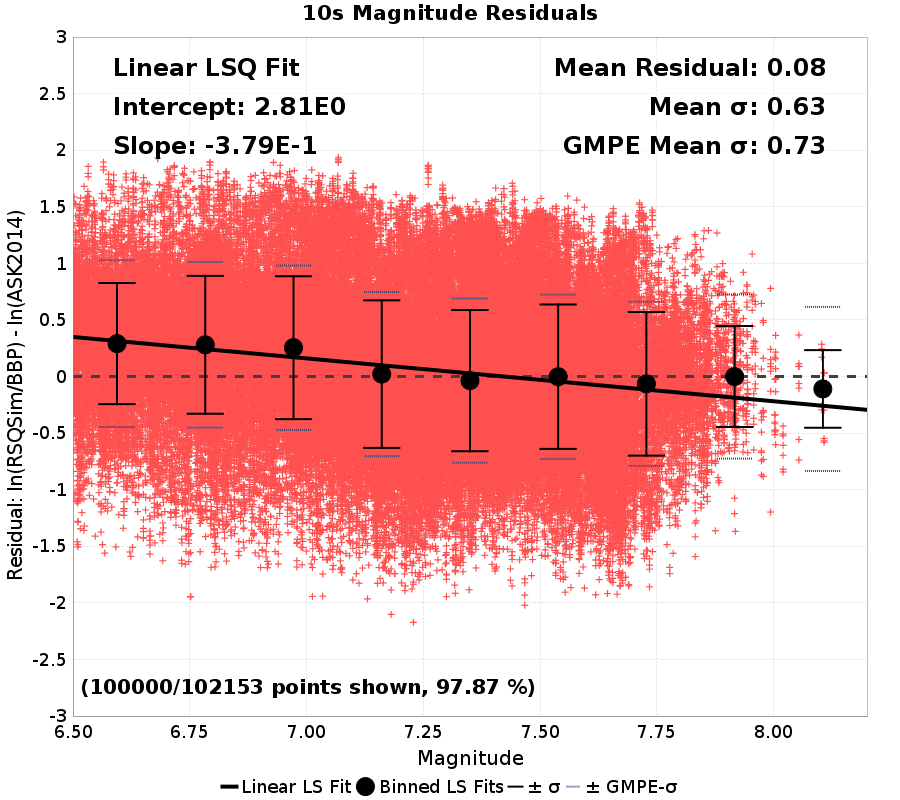 10s Magnitude Residuals
Linear LSQ Fit
Intercept: 2.81E0
Slope: -3.79E-1
Mean Residual: 0.08
Mean σ: 0.63
GMPE Mean σ: 0.73
Residual: ln(RSQSim/BBP) - ln(ASK2014)
3
2.5
2
1.5
1
0.5
0
-0.5
-1
-1.5
-2
-2.5
-3
(100000/102153 points shown, 97.87 %)
6.50 6.75 7.00 7.25 7.50 7.75 8.00
Magnitude
Linear LS Fit Binned LS Fits ± σ ± GMPE-σ